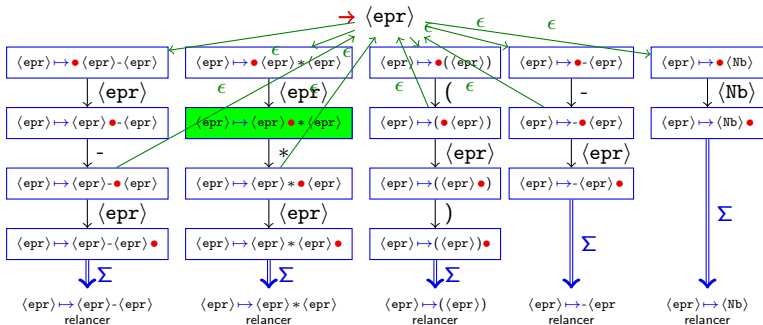 → ⟨epr⟩
ϵ ϵ ϵ
⟨epr⟩↦●⟨epr⟩-⟨epr⟩ ⟨epr⟩↦●⟨epr⟩*⟨epr⟩ ⟨epr⟩↦●(⟨epr⟩) ⟨epr⟩↦●-⟨epr⟩ ⟨epr⟩↦●⟨Nb⟩
ϵ ϵ
⟨epr⟩ ϵ ⟨epr⟩ ϵ ϵ ( ϵ - ⟨Nb⟩
⟨epr⟩↦⟨epr⟩●-⟨epr⟩ ⟨epr⟩↦⟨epr⟩●*⟨epr⟩ ⟨epr⟩↦(●⟨epr⟩) ⟨epr⟩↦-●⟨epr⟩ ⟨epr⟩↦⟨Nb⟩●
- * ⟨epr⟩ ⟨epr⟩
⟨epr⟩↦⟨epr⟩-●⟨epr⟩ ⟨epr⟩↦⟨epr⟩*●⟨epr⟩ ⟨epr⟩↦(⟨epr⟩●) ⟨epr⟩↦-⟨epr⟩●
⟨epr⟩ ⟨epr⟩ ) Σ Σ
⟨epr⟩↦⟨epr⟩-⟨epr⟩● ⟨epr⟩↦⟨epr⟩*⟨epr⟩● ⟨epr⟩↦(⟨epr⟩)●
Σ Σ Σ
⟨epr⟩↦⟨epr⟩-⟨epr⟩ ⟨epr⟩↦⟨epr⟩*⟨epr⟩ ⟨epr⟩↦(⟨epr⟩) ⟨epr⟩↦-⟨epr ⟨epr⟩↦⟨Nb⟩
relancer relancer relancer relancer relancer